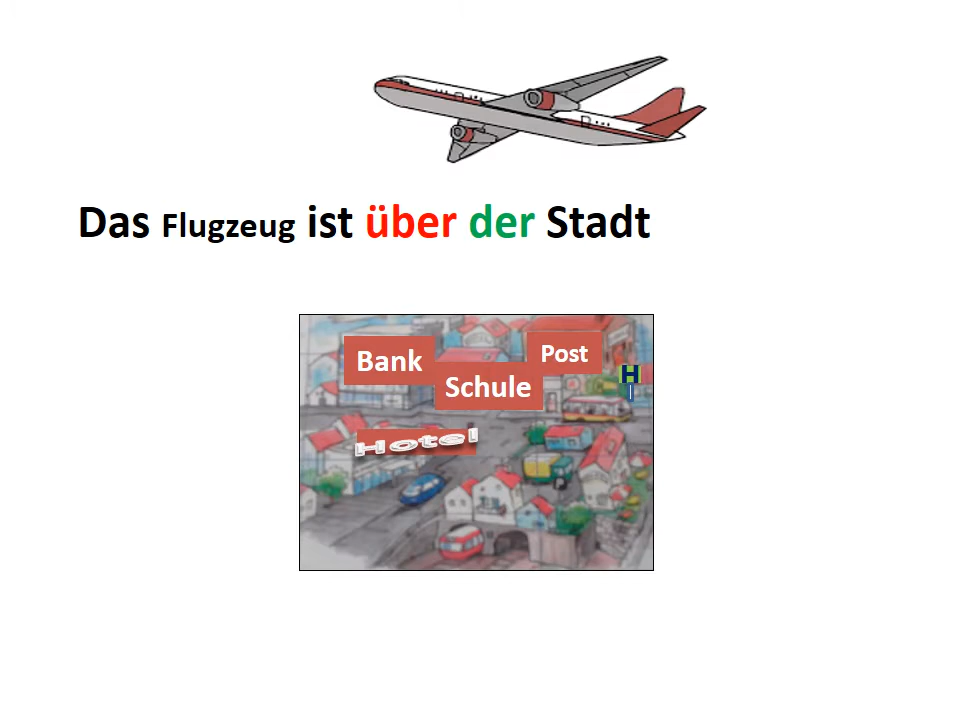 Das Flugzeug ist über der Stadt
Bank
Post
Schule
H
Hotel